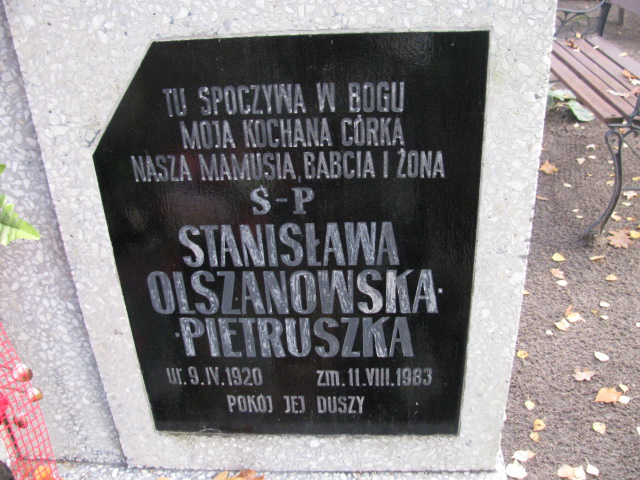 TU SPOCZYWA W BOGU
MOJA KOCHANA CÓRKA
NASZA MAMUSIA, BABCIA I ŻONA
S-P
STANISŁAWA
OLSZANOWSKA-
-PIETRUSZKA
ur. 9.IV.1920 zm. 11.VIII.1983
POKÓJ JEJ DUSZY